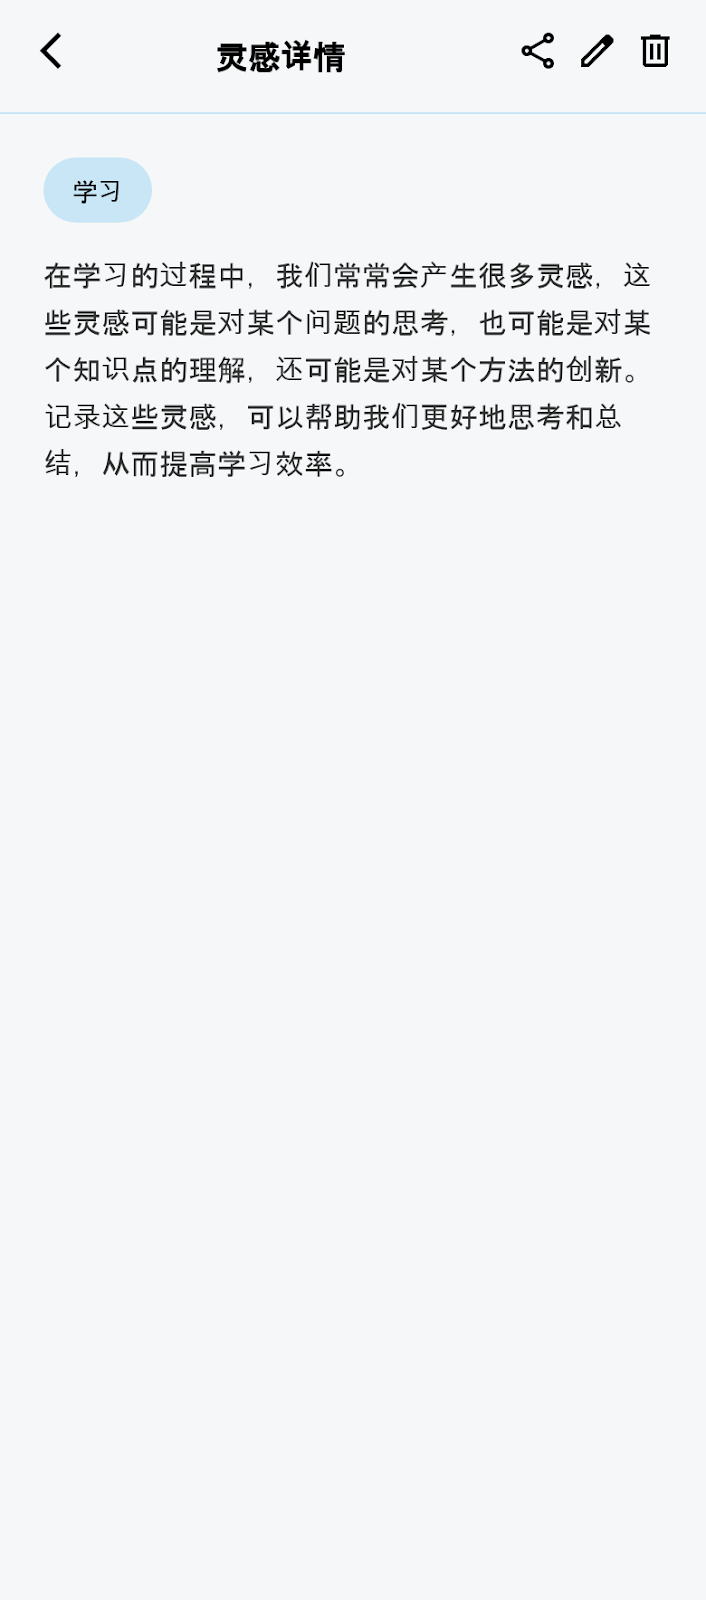 灵感详情
学习
在学习的过程中，我们常常会产生很多灵感，这
些灵感可能是对某个问题的思考，也可能是对某
个知识点的理解，还可能是对某个方法的创新。
记录这些灵感，可以帮助我们更好地思考和总
结，从而提高学习效率。